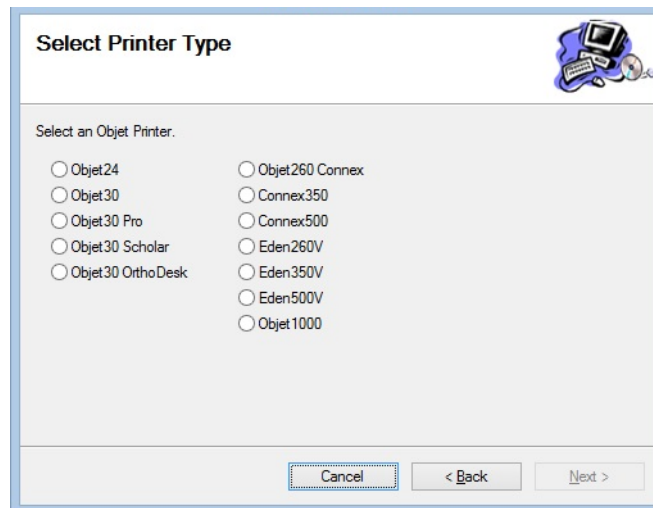 Select Printer Type
Select an Objet Printer.
Objet24
Objet30
Objet30 Pro
Objet30 Scholar
Objet30 OrthoDesk
Objet260 Connex
Connex350
Connex500
Eden260V
Eden350V
Eden500V
Objet1000
Cancel
< Back
Next >